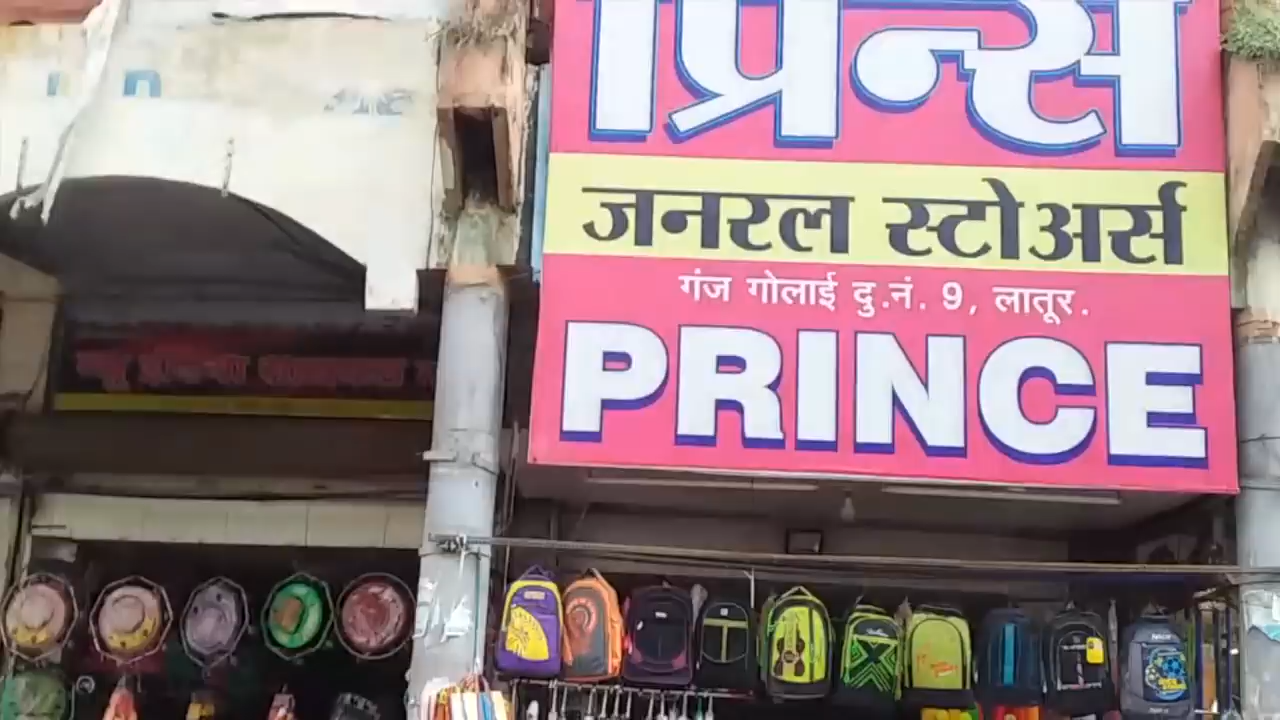 प्रिन्स
जनरल स्टोअर्स
गंज गोलाई दु.नं. 9, लातूर.
PRINCE